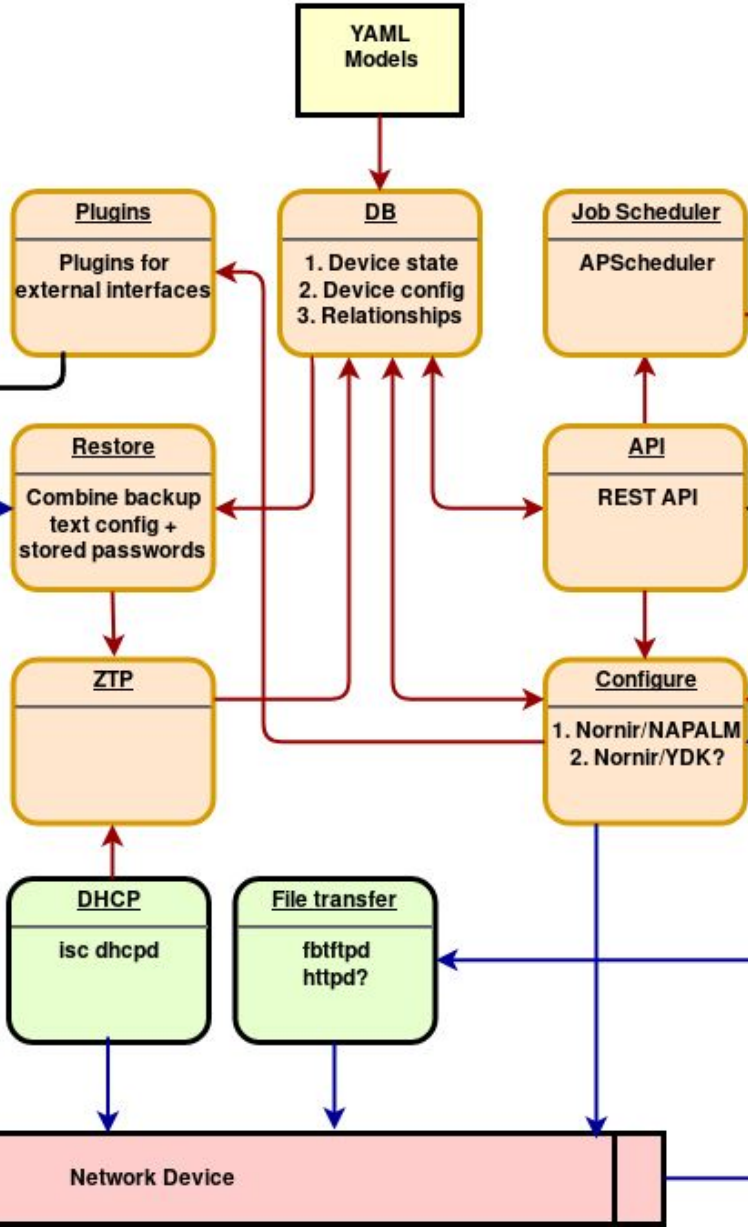 YAML
Models
Plugins
Plugins for
external interfaces
DB
1. Device state
2. Device config
3. Relationships
Job Scheduler
APScheduler
Restore
Combine backup
text config +
stored passwords
API
REST API
ZTP
Configure
1. Nornir/NAPALM
2. Nornir/YDK?
DHCP
isc dhcpd
File transfer
fbtftpd
httpd?
Network Device